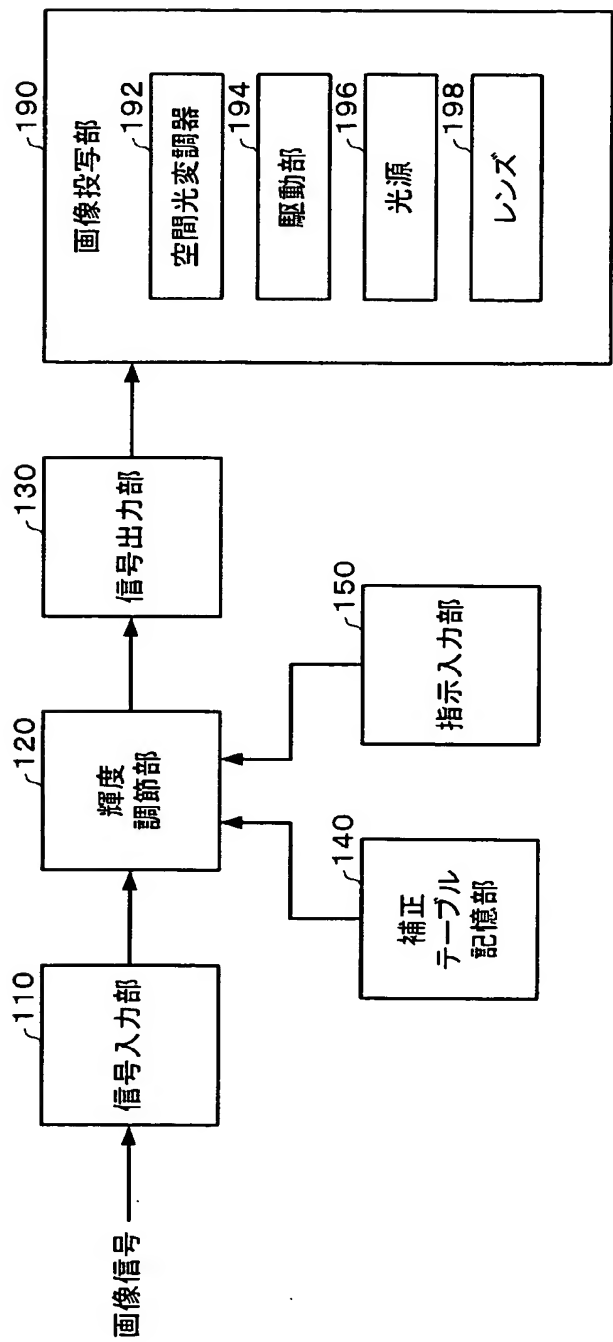 画像信号
110
信号入力部
120
輝度
調節部
130
信号出力部
140
補正
テーブル
記憶部
150
指示入力部
190
画像投写部
192
空間光変調器
194
駆動部
196
光源
198
レンズ